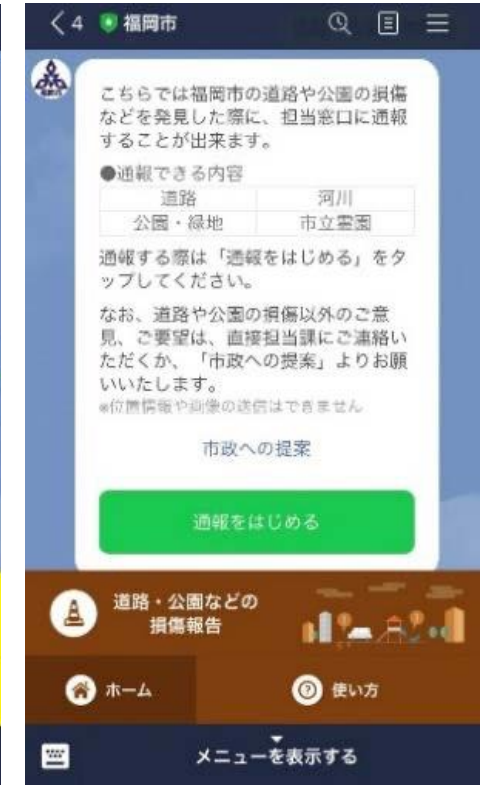 4 福岡市
こちらでは福岡市の道路や公園の損傷
などを発見した際に、担当窓口に通報
することが出来ます。
●通報できる内容
道路 河川
公園・緑地 市立霊園
通報する際は「通報をはじめる」をタ
ップしてください。
なお、道路や公園の損傷以外のご意
見、ご要望は、直接担当課にご連絡い
ただくか、「市政への提案」よりお願
いいたします。
※位置情報や画像の送信はできません
市政への提案
通報をはじめる
道路・公園などの
損傷報告
ホーム 使い方
メニューを表示する